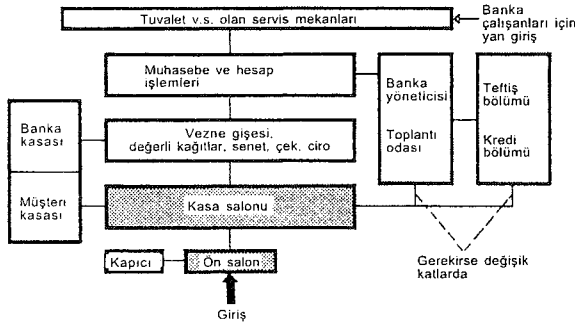 Tuvalet v.s. olan servis mekanları
Banka
çalışanları için
yan giriş
Muhasebe ve hesap
işlemleri
Banka
yöneticisi
Toplantı
odası
Teftiş
bölümü
Kredi
bölümü
Banka
kasası
Vezne gişesi,
değerli kağıtlar, senet, çek, ciro
Müşteri
kasası
Kasa salonu
Kapıcı
Ön salon
Gerekirse değişik
katlarda
Giriş